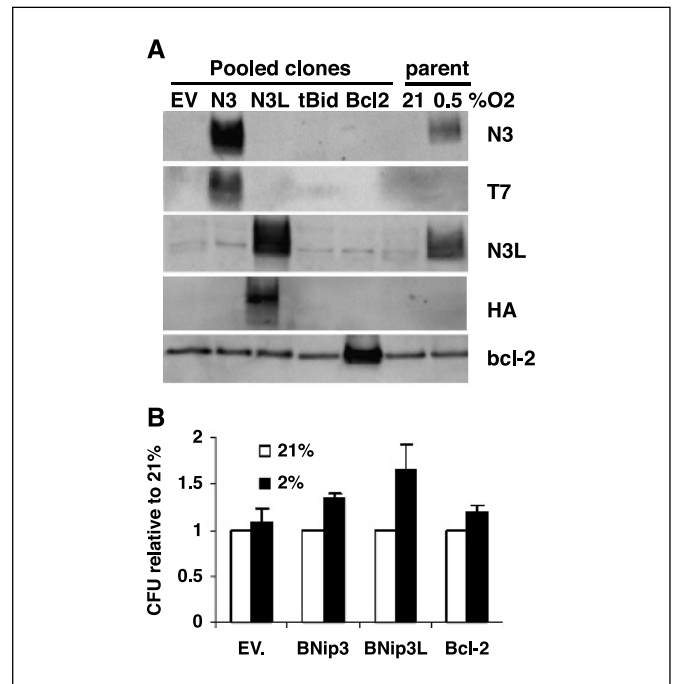 A
Pooled clones parent
EV N3 N3L tBid Bcl2 21 0.5 %O2
N3
T7
N3L
HA
bcl-2
B
CFU relative to 21%
2
1.5
1
0.5
0
21%
2%
EV. BNip3 BNip3L Bcl-2